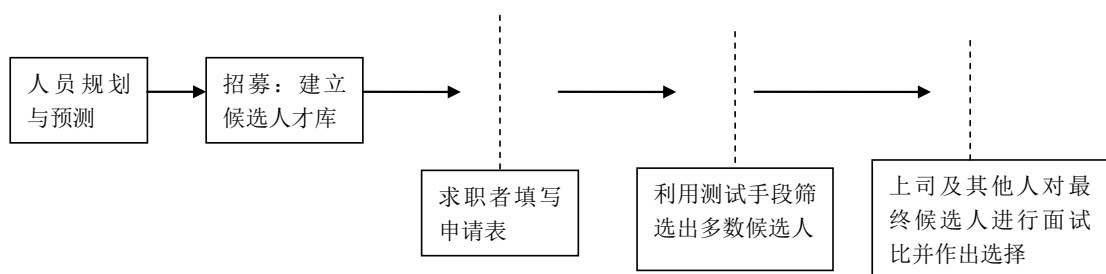 人员规划
与预测
招募：建立
候选人才库
求职者填写
申请表
利用测试手段筛
选出多数候选人
上司及其他人对最
终候选人进行面试
比并作出选择